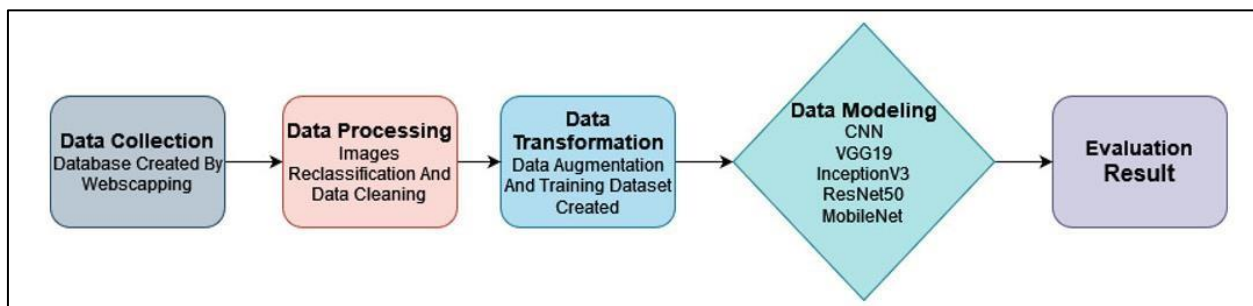 Data Collection
Database Created By
Webscapping
Data Processing
Images
Reclassification And
Data Cleaning
Data
Transformation
Data Augmentation
And Training Dataset
Created
Data Modeling
CNN
VGG19
InceptionV3
ResNet50
MobileNet
Evaluation
Result